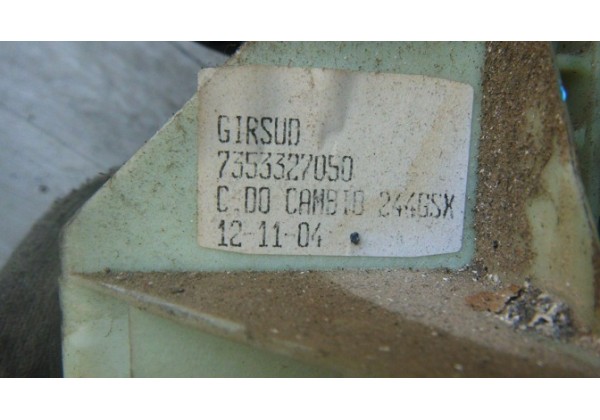 GIRSUD
7353327050
C.DO CAMBIO 244GSX
12-11-04